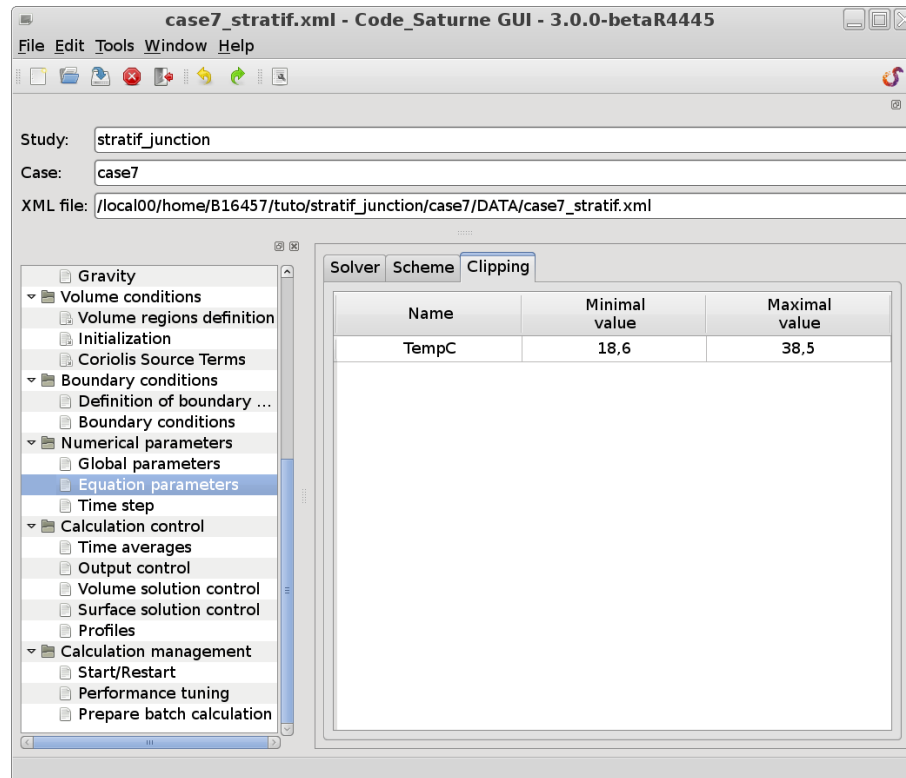 case7_stratif.xml - Code_Saturne GUI - 3.0.0-betaR4445
File Edit Tools Window Help
Study: stratif_junction
Case: case7
XML file: /local00/home/B16457/tuto/stratif_junction/case7/DATA/case7_stratif.xml
Gravity
Volume conditions
Volume regions definition
Initialization
Coriolis Source Terms
Boundary conditions
Definition of boundary ...
Boundary conditions
Numerical parameters
Global parameters
Equation parameters
Time step
Calculation control
Time averages
Output control
Volume solution control
Surface solution control
Profiles
Calculation management
Start/Restart
Performance tuning
Prepare batch calculation
Solver Scheme Clipping
Name Minimal value Maximal value
TempC 18,6 38,5